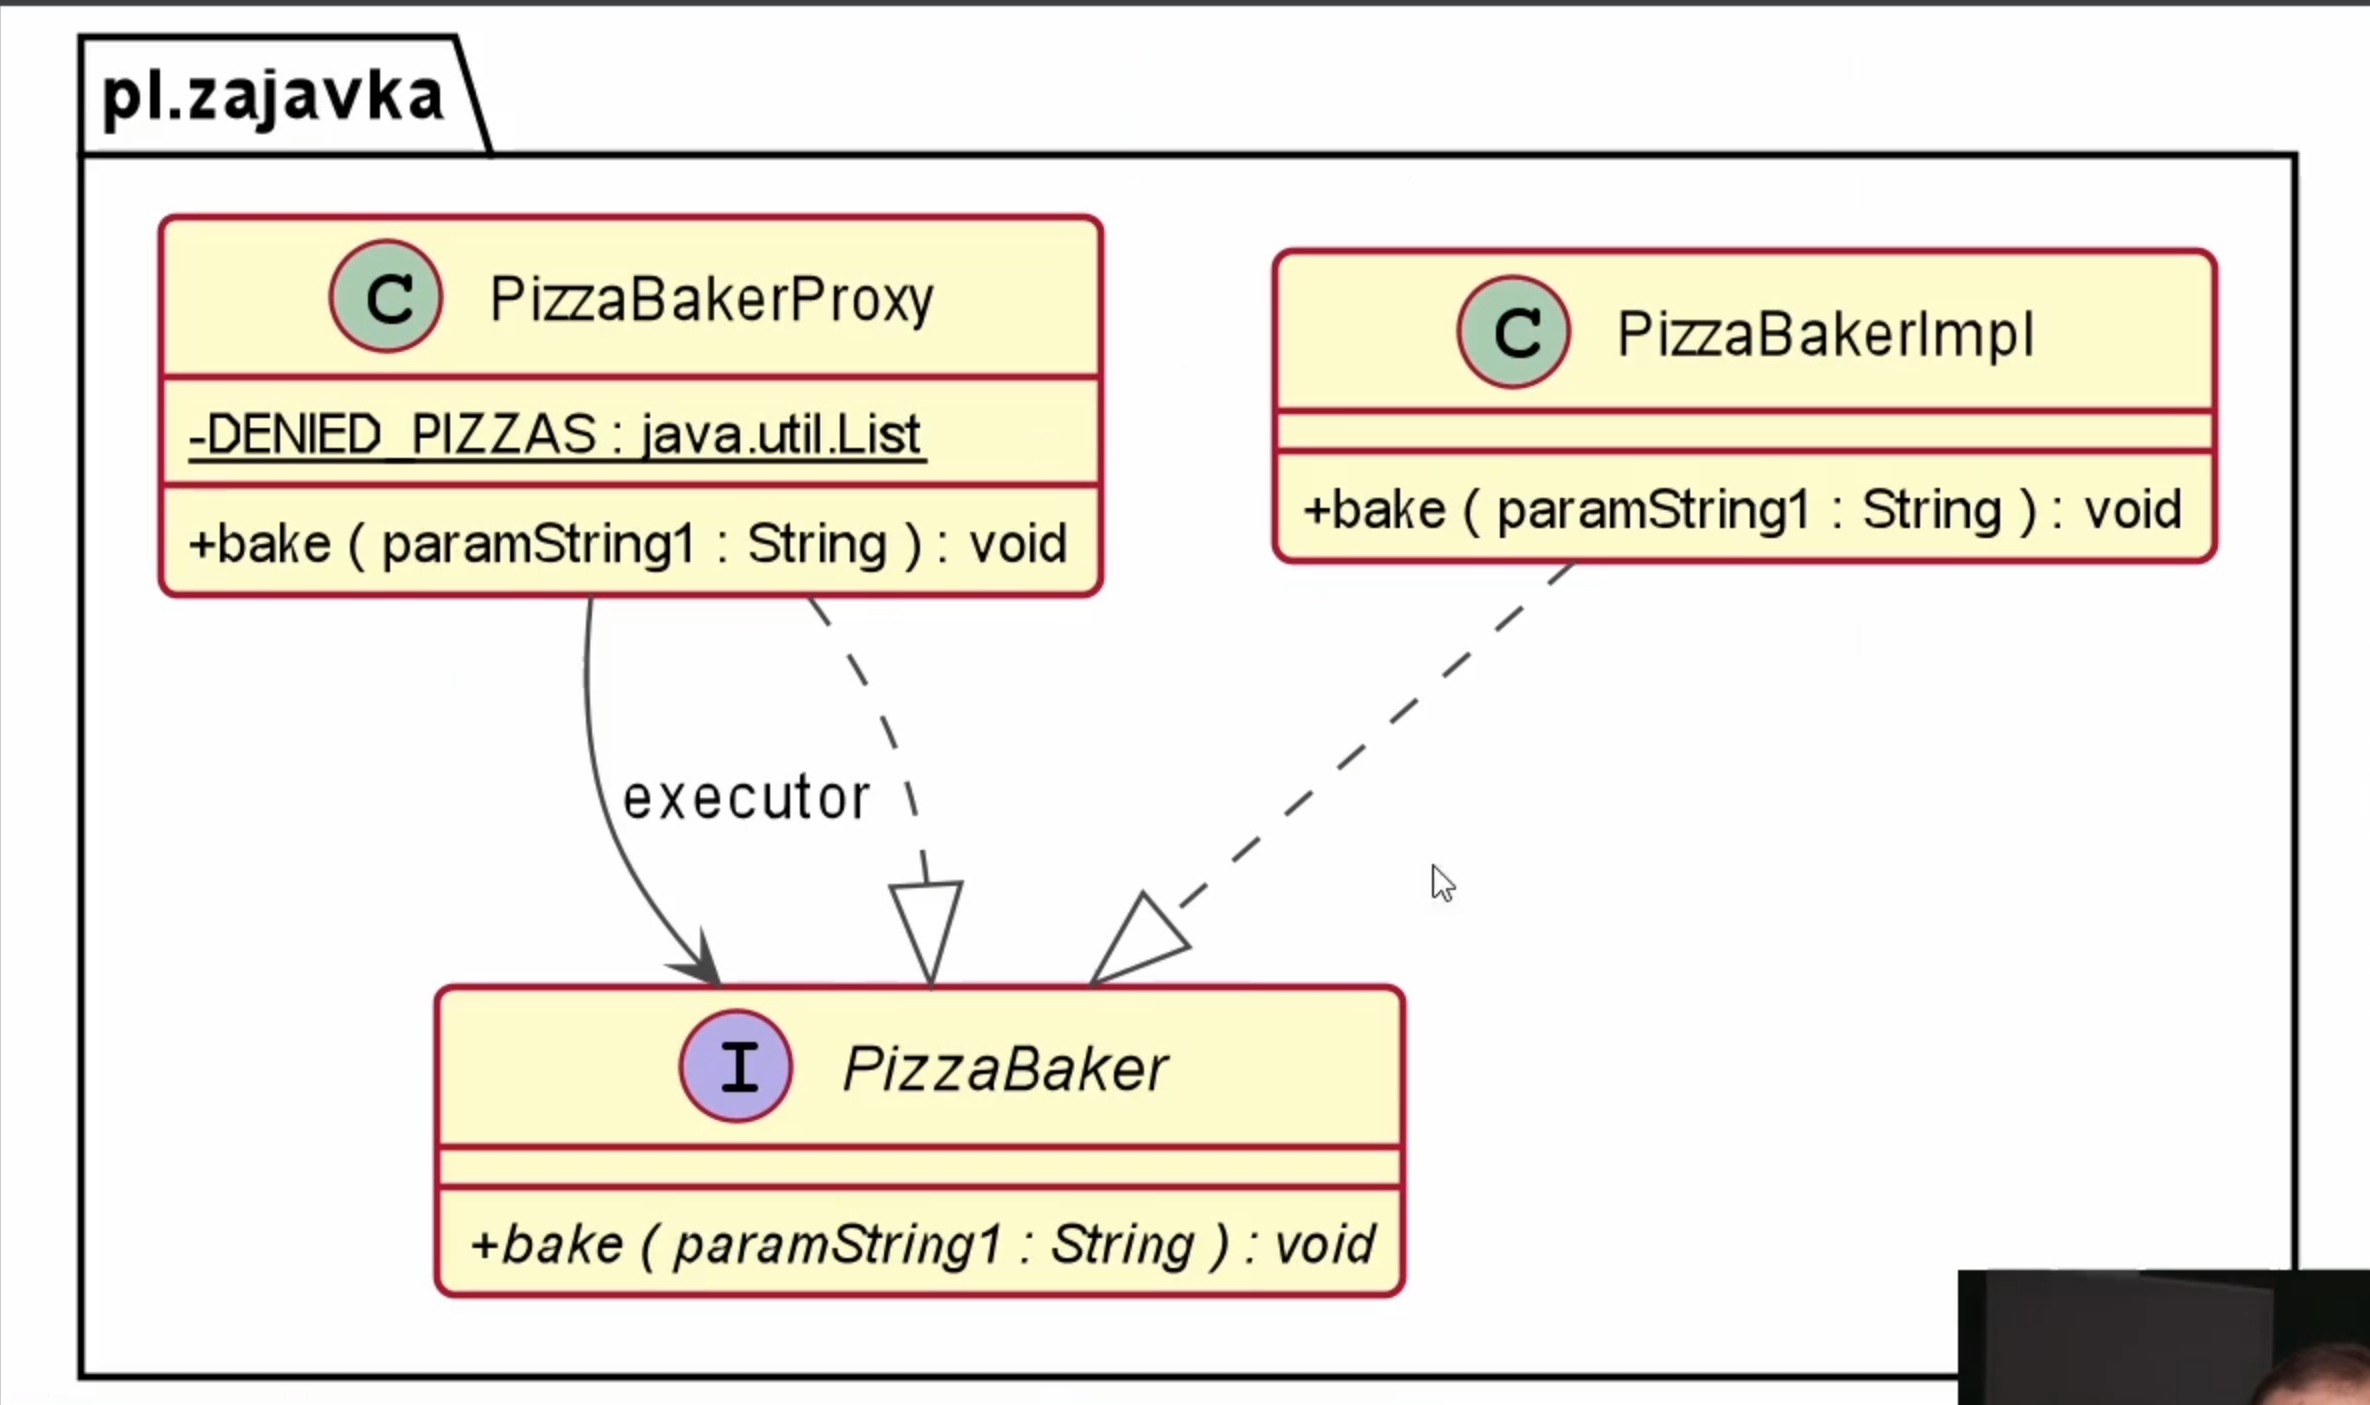 pl.zajavka
C PizzaBakerProxy
-DENIED_PIZZAS : java.util.List
+bake ( paramString1 : String ) : void
C PizzaBakerImpl
+bake ( paramString1 : String ) : void
executor
I PizzaBaker
+bake ( paramString1 : String ) : void